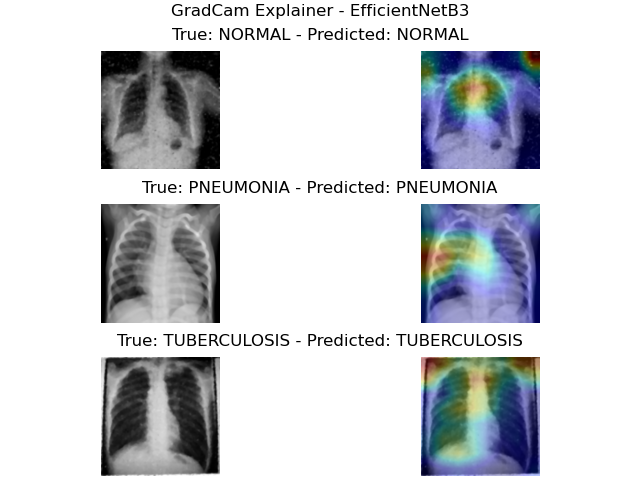 GradCam Explainer - EfficientNetB3
True: NORMAL - Predicted: NORMAL
True: PNEUMONIA - Predicted: PNEUMONIA
True: TUBERCULOSIS - Predicted: TUBERCULOSIS